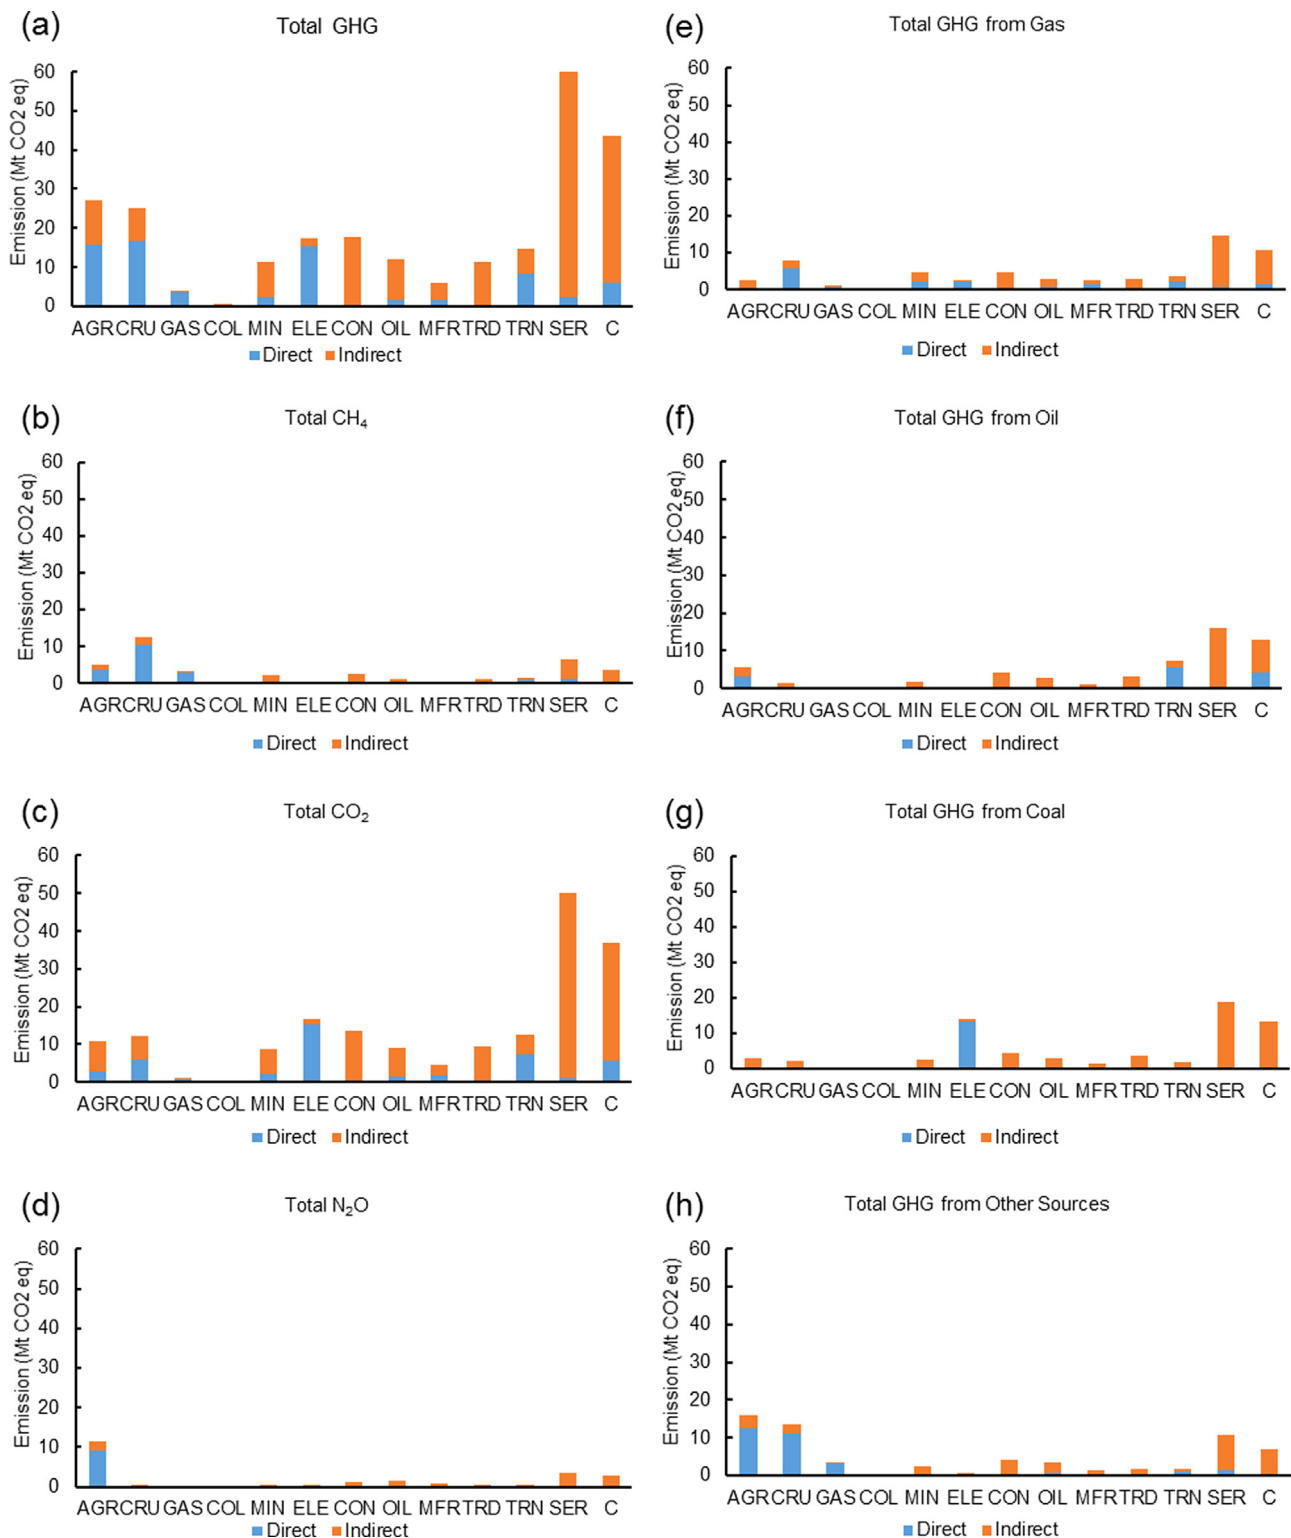 (a)
Total GHG
Emission (Mt CO2 eq)
60
50
40
30
20
10
0
AGR CRU GAS COL MIN ELE CON OIL MFR TRD TRN SER C
Direct Indirect
(b)
Total CH₄
Emission (Mt CO2 eq)
60
50
40
30
20
10
0
AGR CRU GAS COL MIN ELE CON OIL MFR TRD TRN SER C
Direct Indirect
(c)
Total CO₂
Emission (Mt CO2 eq)
60
50
40
30
20
10
0
AGR CRU GAS COL MIN ELE CON OIL MFR TRD TRN SER C
Direct Indirect
(d)
Total N₂O
Emission (Mt CO2 eq)
60
50
40
30
20
10
0
AGR CRU GAS COL MIN ELE CON OIL MFR TRD TRN SER C
Direct Indirect
(e)
Total GHG from Gas
Emission (Mt CO2 eq)
60
50
40
30
20
10
0
AGR CRU GAS COL MIN ELE CON OIL MFR TRD TRN SER C
Direct Indirect
(f)
Total GHG from Oil
Emission (Mt CO2 eq)
60
50
40
30
20
10
0
AGR CRU GAS COL MIN ELE CON OIL MFR TRD TRN SER C
Direct Indirect
(g)
Total GHG from Coal
Emission (Mt CO2 eq)
60
50
40
30
20
10
0
AGR CRU GAS COL MIN ELE CON OIL MFR TRD TRN SER C
Direct Indirect
(h)
Total GHG from Other Sources
Emission (Mt CO2 eq)
60
50
40
30
20
10
0
AGR CRU GAS COL MIN ELE CON OIL MFR TRD TRN SER C
Direct Indirect